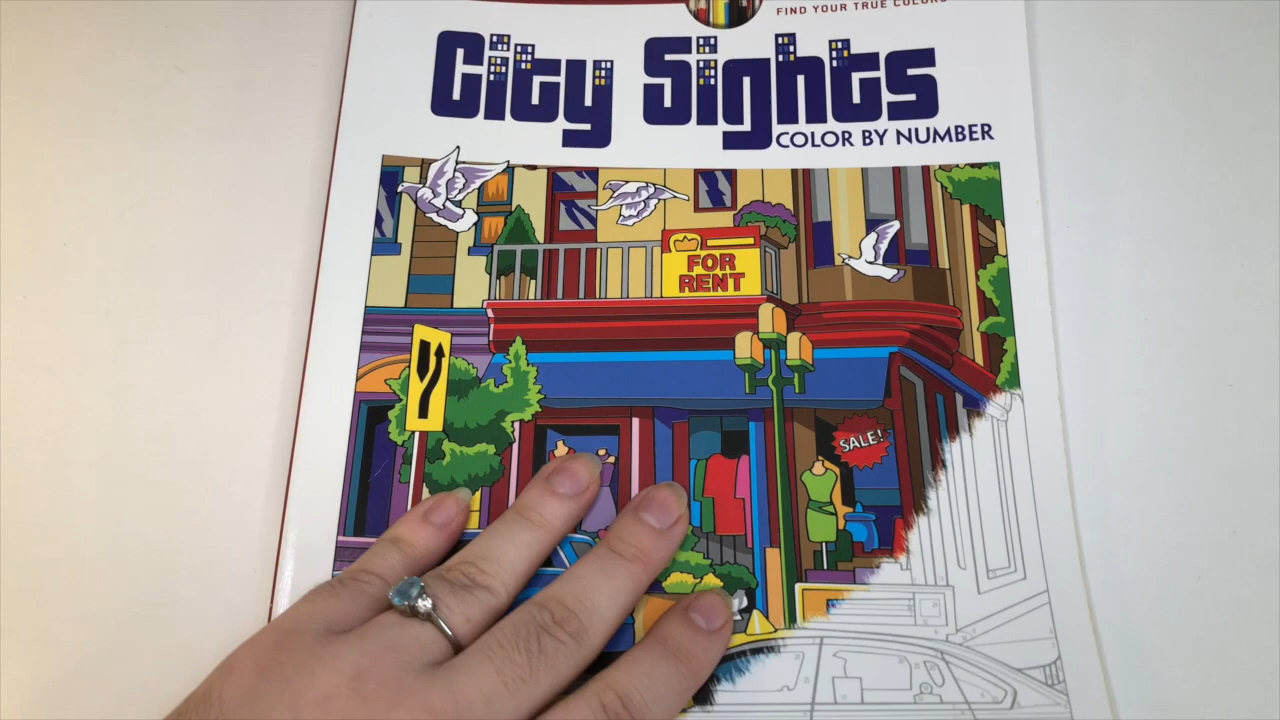 FIND YOUR TRUE COLORS
City Sights
COLOR BY NUMBER
FOR
RENT
SALE!